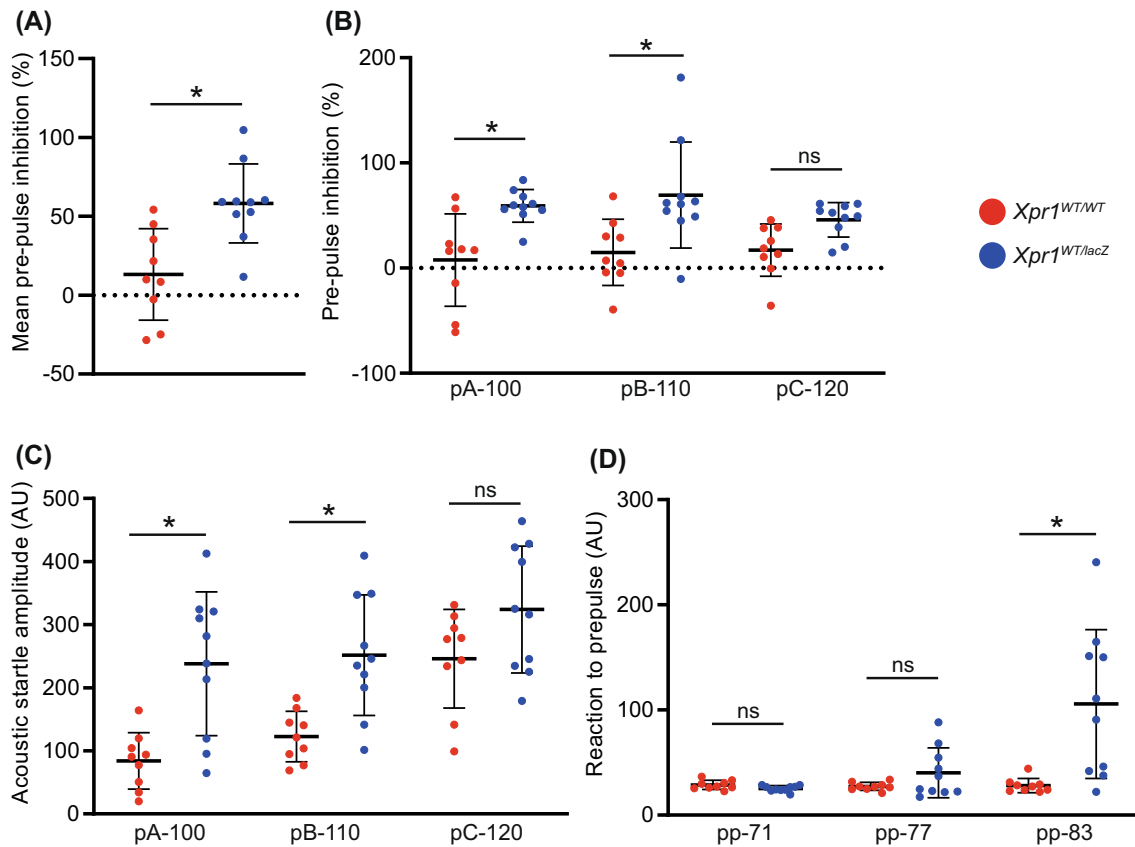 (A)
Mean pre-pulse inhibition (%)
150
100
50
0
-50
*
(B)
Pre-pulse inhibition (%)
200
100
0
-100
*
*
ns
pA-100 pB-110 pC-120
Xpr1WT/WT
Xpr1WT/lacZ
(C)
Acoustic startle amplitude (AU)
500
400
300
200
100
0
*
*
ns
pA-100 pB-110 pC-120
(D)
Reaction to prepulse (AU)
300
200
100
0
ns
ns
*
pp-71 pp-77 pp-83